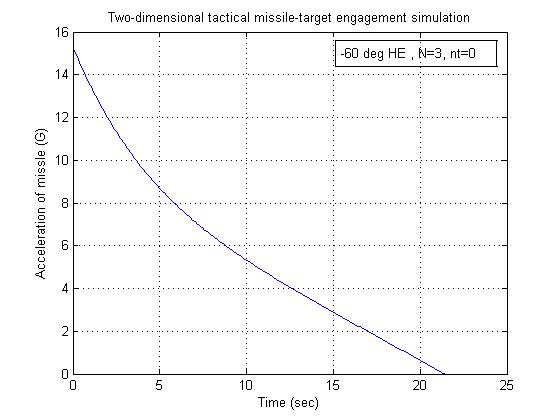 Two-dimensional tactical missile-target engagement simulation
16
14
12
10
8
6
4
2
0
Acceleration of missle (G)
-60 deg HE , N=3, nt=0
0 5 10 15 20 25
Time (sec)